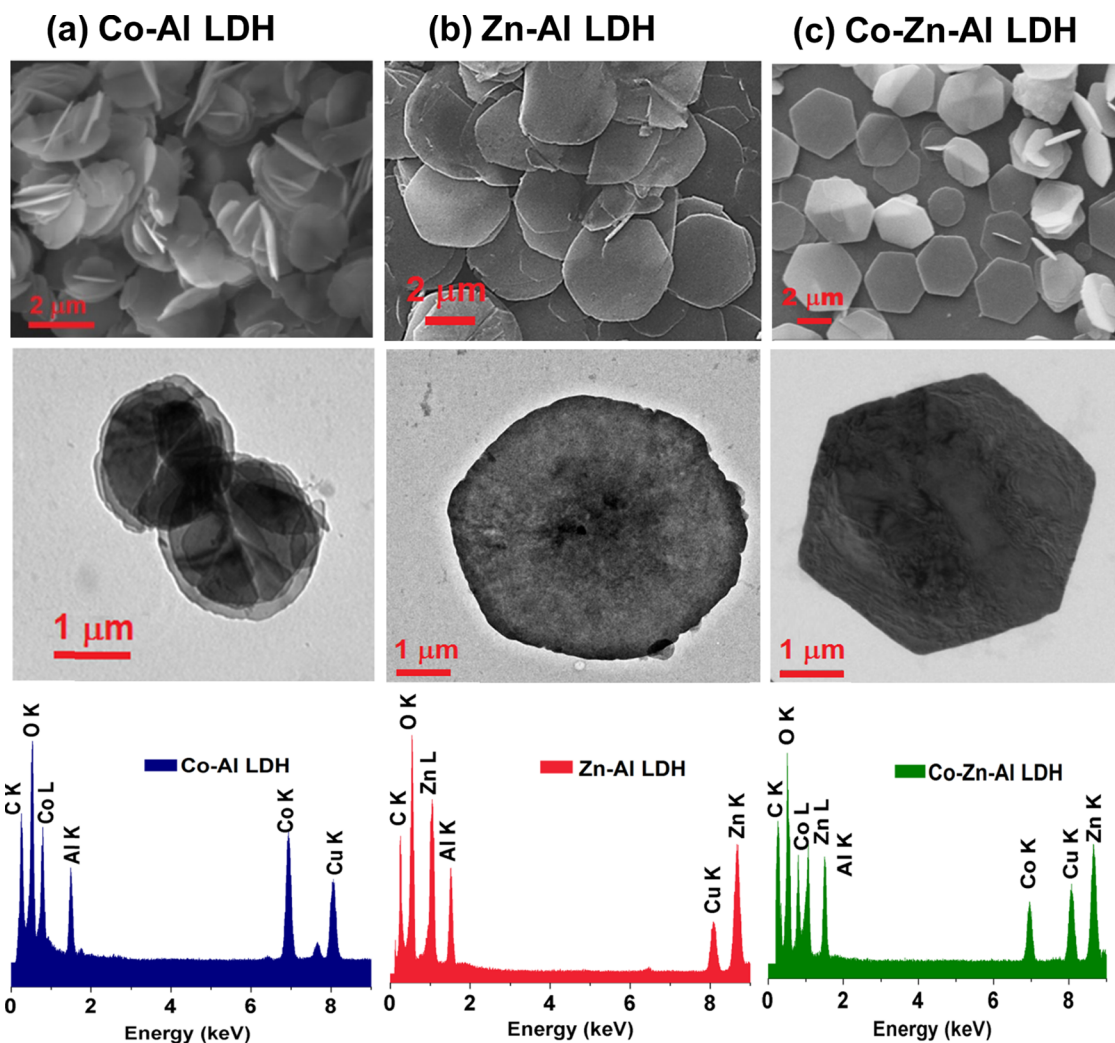 (a) Co-Al LDH
(b) Zn-Al LDH
(c) Co-Zn-Al LDH
2 μm
2 μm
2 μm
1 μm
1 μm
1 μm
C K
O K
Co L
Al K
Co K
Cu K
Co-Al LDH
0 2 4 6 8
Energy (keV)
C K
O K
Zn L
Al K
Cu K
Zn K
Zn-Al LDH
0 2 4 6 8
Energy (keV)
C K
O K
Co L
Zn L
Al K
Co K
Cu K
Zn K
Co-Zn-Al LDH
0 2 4 6 8
Energy (keV)